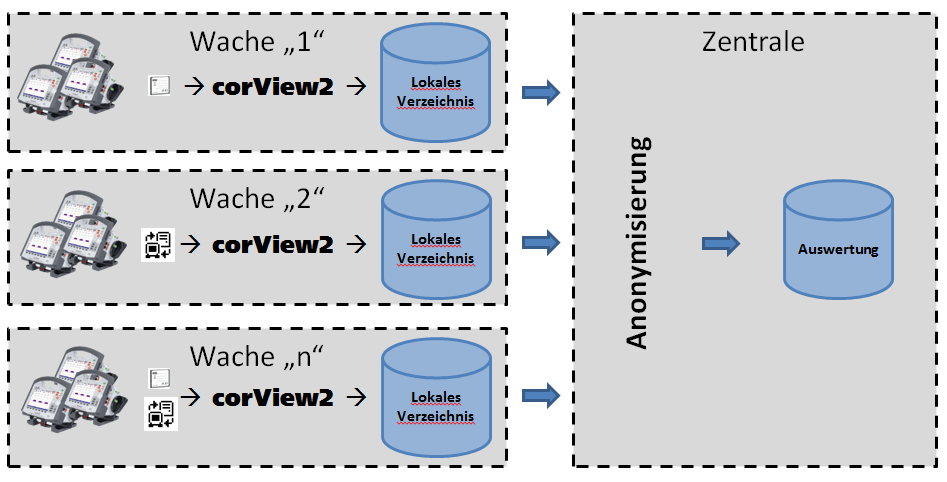 Wache „1“
→ corView2 →
Lokales
Verzeichnis
Wache „2“
→ corView2 →
Lokales
Verzeichnis
Wache „n“
→ corView2 →
Lokales
Verzeichnis
Zentrale
Anonymisierung
Auswertung